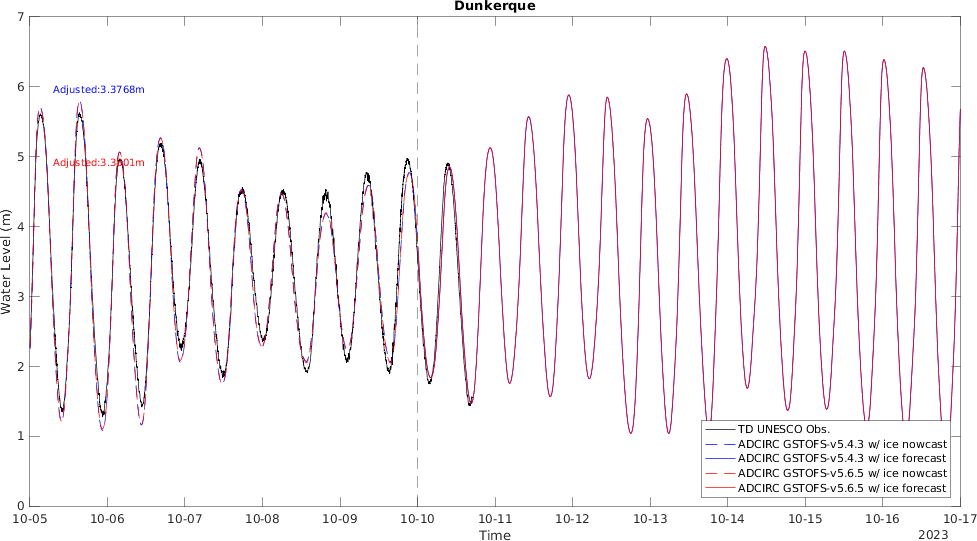 Dunkerque
7
6
5
4
3
2
1
0
Water Level (m)
Adjusted:3.3768m
TD UNESCO Obs.
ADCIRC GSTOFS-v5.4.3 w/ ice nowcast
ADCIRC GSTOFS-v5.4.3 w/ ice forecast
ADCIRC GSTOFS-v5.6.5 w/ ice nowcast
ADCIRC GSTOFS-v5.6.5 w/ ice forecast
10-05 10-06 10-07 10-08 10-09 10-10 10-11 10-12 10-13 10-14 10-15 10-16 10-17
Time
2023